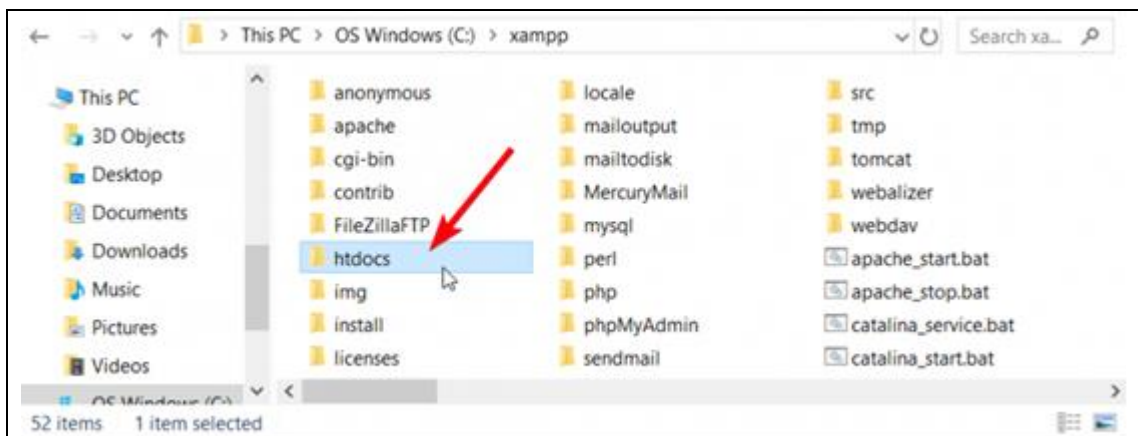 This PC > OS Windows (C:) > xampp
Search xa...
This PC
3D Objects
Desktop
Documents
Downloads
Music
Pictures
Videos
OS Windows (C:)
anonymous
apache
cgi-bin
contrib
FileZillaFTP
htdocs
img
install
licenses
locale
mailoutput
mailtodisk
MercuryMail
mysql
perl
php
phpMyAdmin
sendmail
src
tmp
tomcat
webalizer
webdav
apache_start.bat
apache_stop.bat
catalina_service.bat
catalina_start.bat
52 items 1 item selected